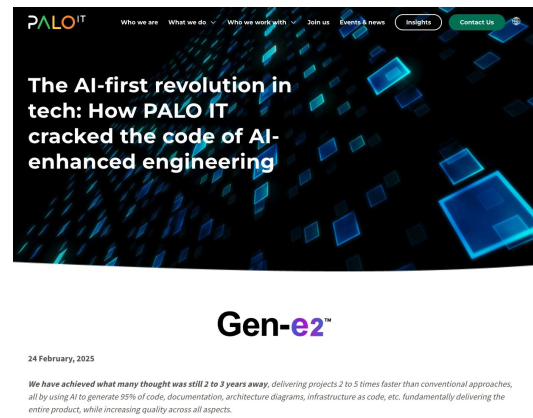 PALO IT
Who we are What we do Who we work with Join us Events & news Insights Contact Us
The AI-first revolution in
tech: How PALO IT
cracked the code of AI-
enhanced engineering
Gen-e2™
24 February, 2025
We have achieved what many thought was still 2 to 3 years away, delivering projects 2 to 5 times faster than conventional approaches,
all by using AI to generate 95% of code, documentation, architecture diagrams, infrastructure as code, etc. fundamentally delivering the
entire product, while increasing quality across all aspects.